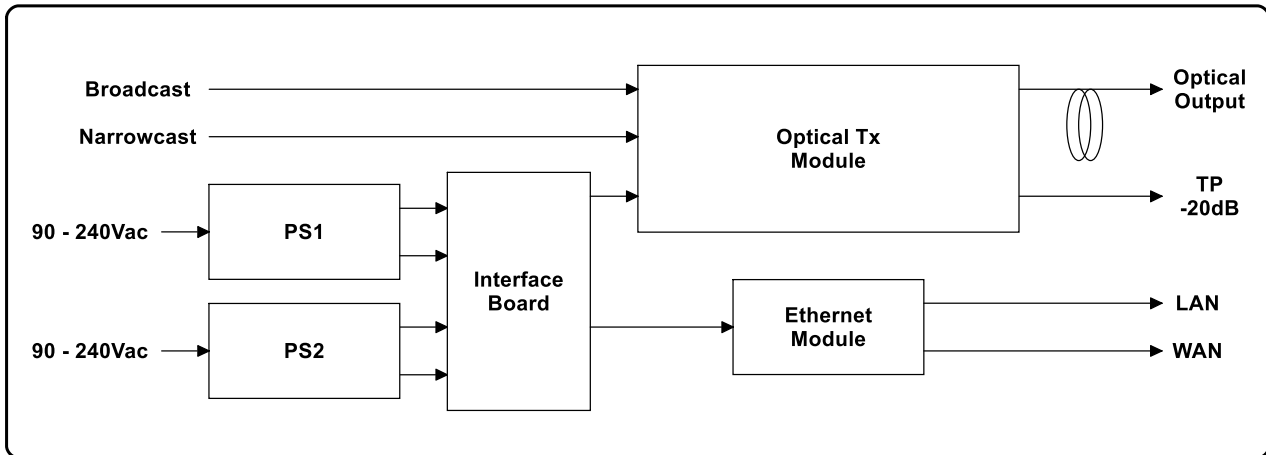 Broadcast
Narrowcast
Optical Tx
Module
Optical
Output
TP
-20dB
90 - 240Vac
PS1
Interface
Board
90 - 240Vac
PS2
Ethernet
Module
LAN
WAN